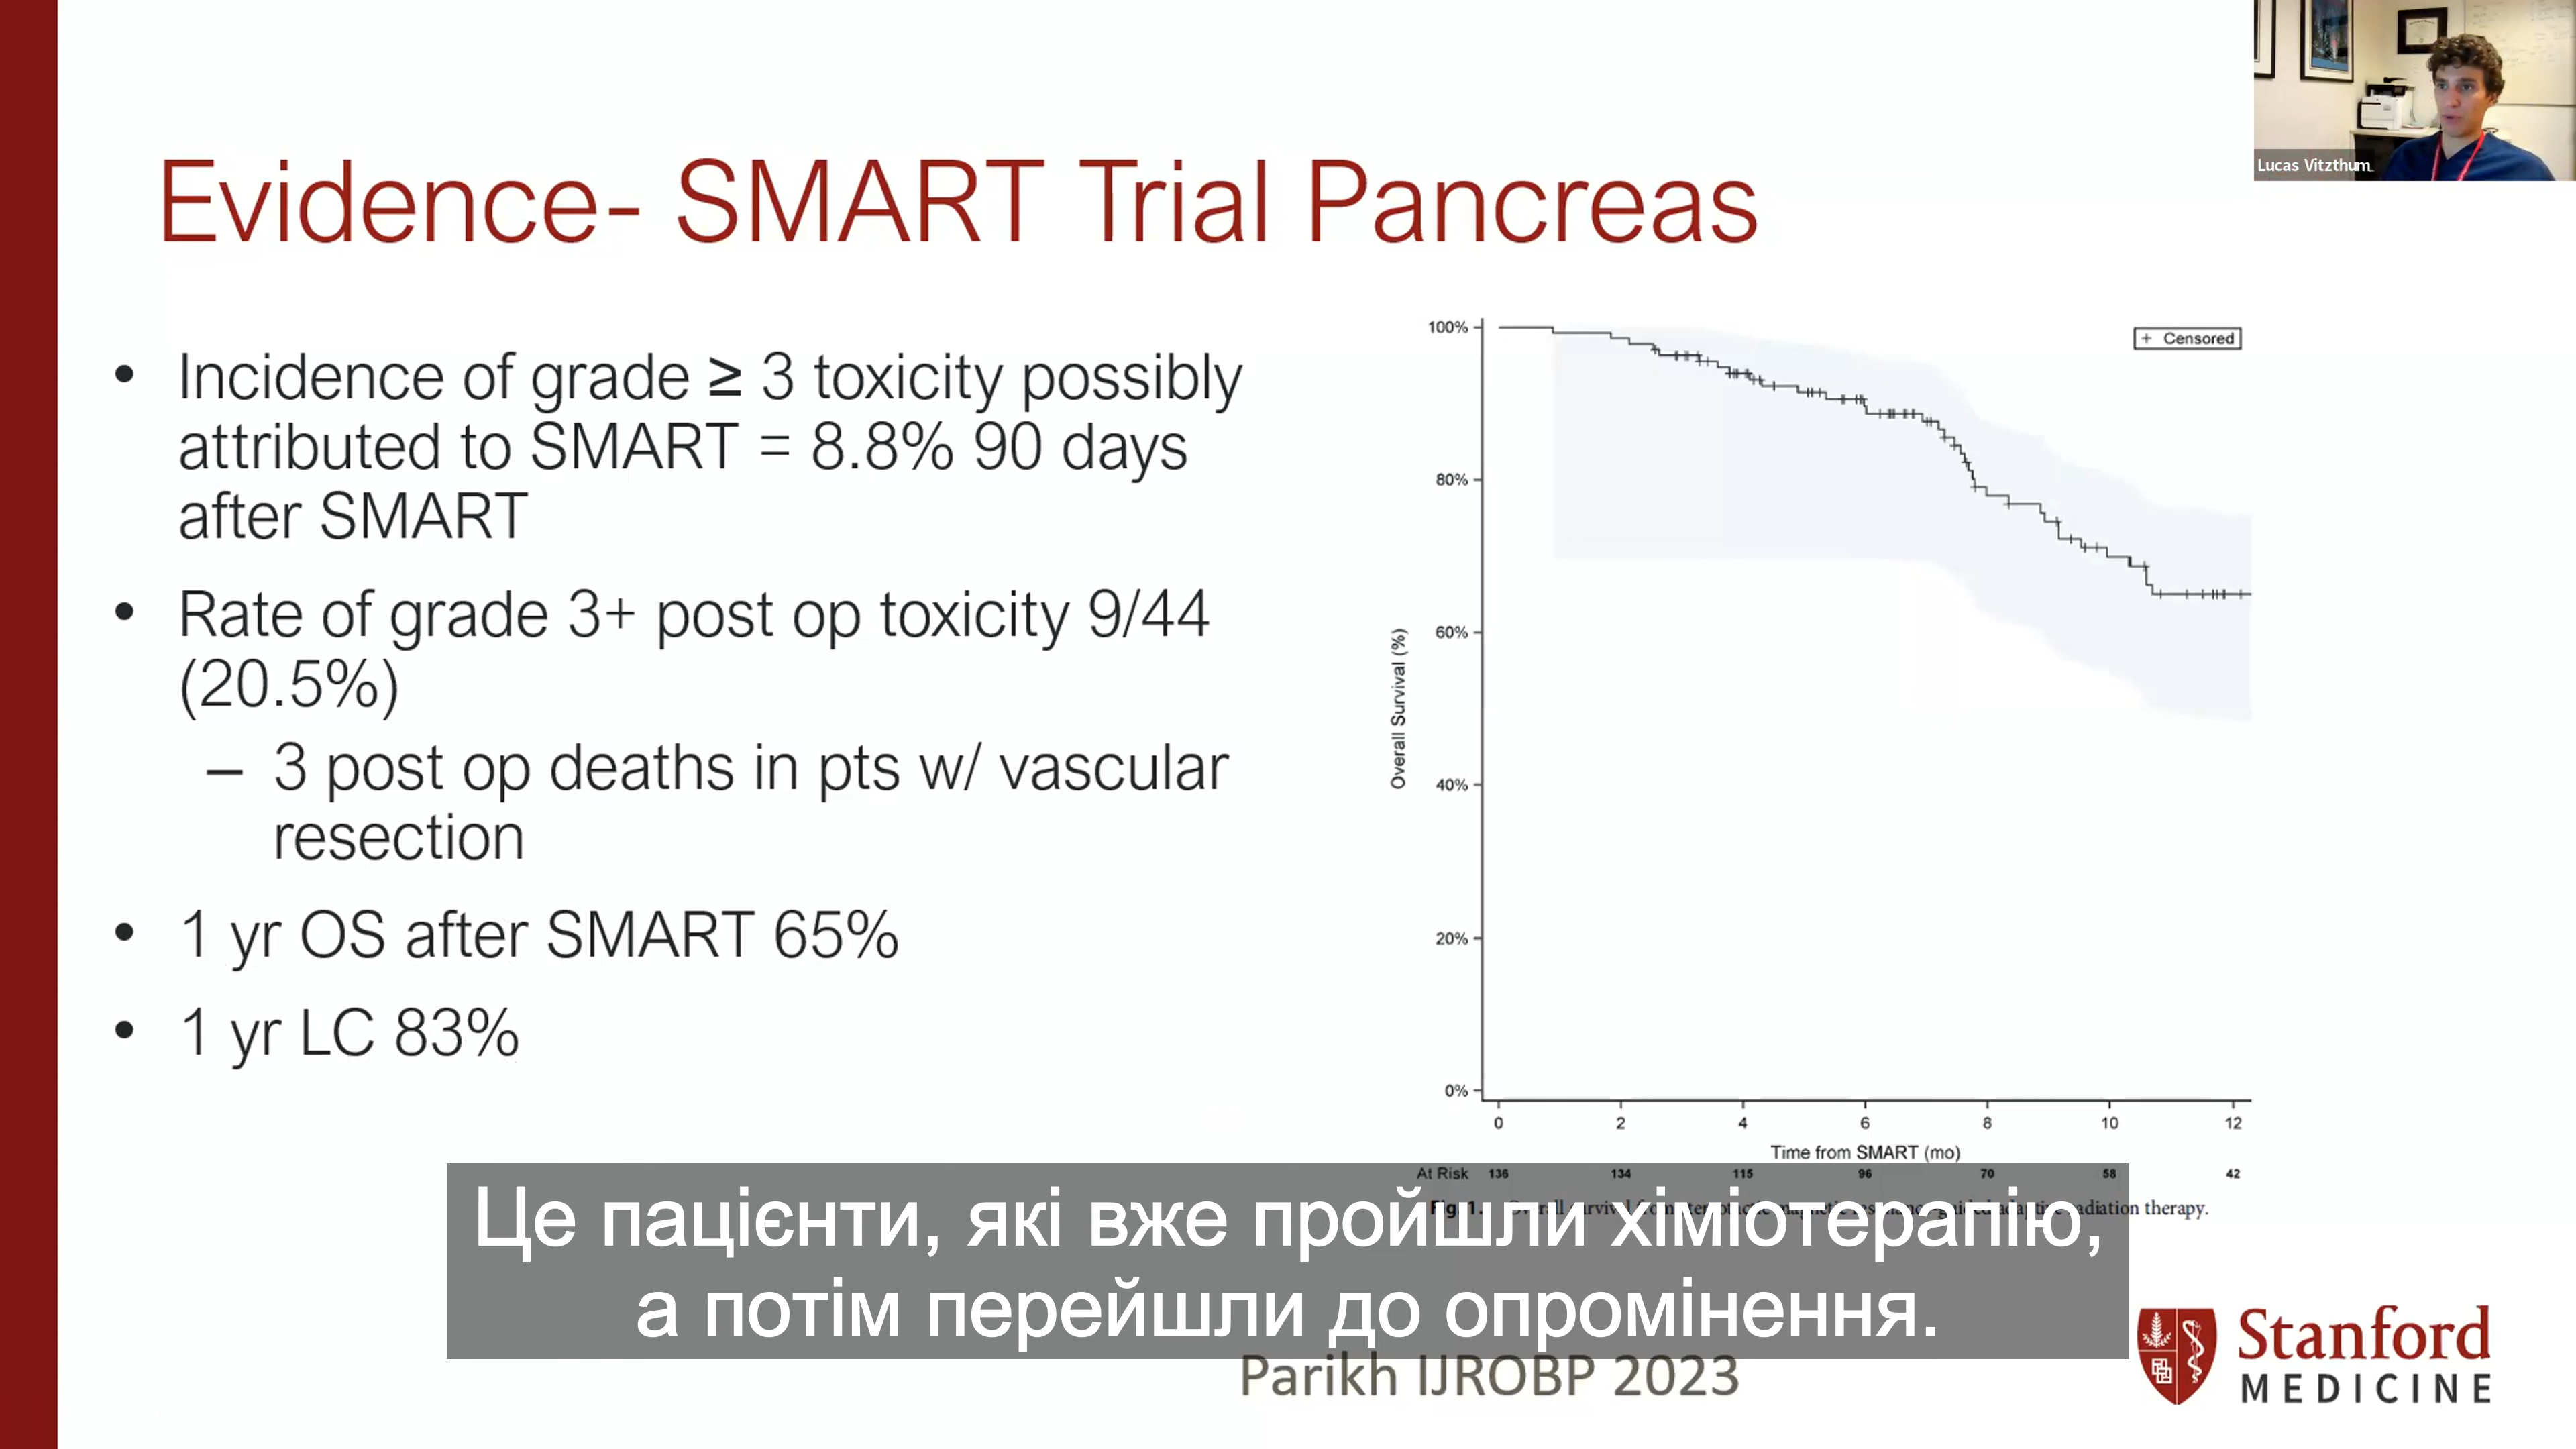 Lucas Vitzthum
Evidence- SMART Trial Pancreas
• Incidence of grade ≥ 3 toxicity possibly
attributed to SMART = 8.8% 90 days
after SMART
• Rate of grade 3+ post op toxicity 9/44
(20.5%)
– 3 post op deaths in pts w/ vascular
resection
• 1 yr OS after SMART 65%
• 1 yr LC 83%
+ Censored
Overall Survival (%)
100%
80%
60%
40%
20%
0%
0 2 4 6 8 10 12
Time from SMART (mo)
At Risk 136 134 115 96 70 58 42
radiation therapy.
Це пацієнти, які вже пройшли хіміотерапію,
а потім перейшли до опромінення.
Parikh IJROBP 2023
Stanford
MEDICINE